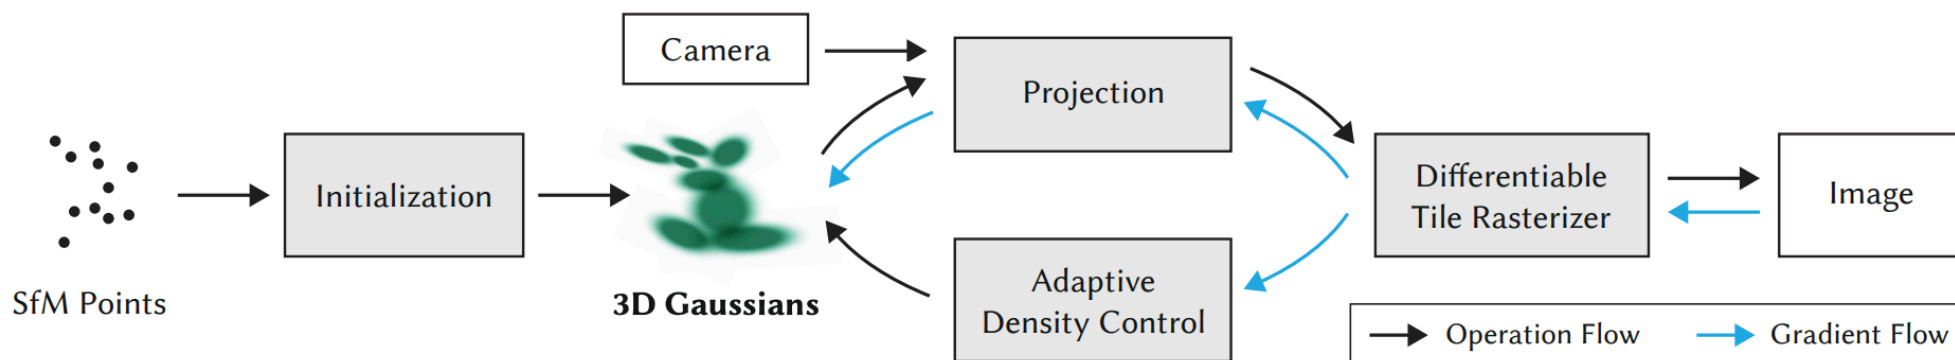 Camera
Projection
Initialization
Differentiable
Tile Rasterizer
Image
Adaptive
Density Control
SfM Points
3D Gaussians
Operation Flow
Gradient Flow